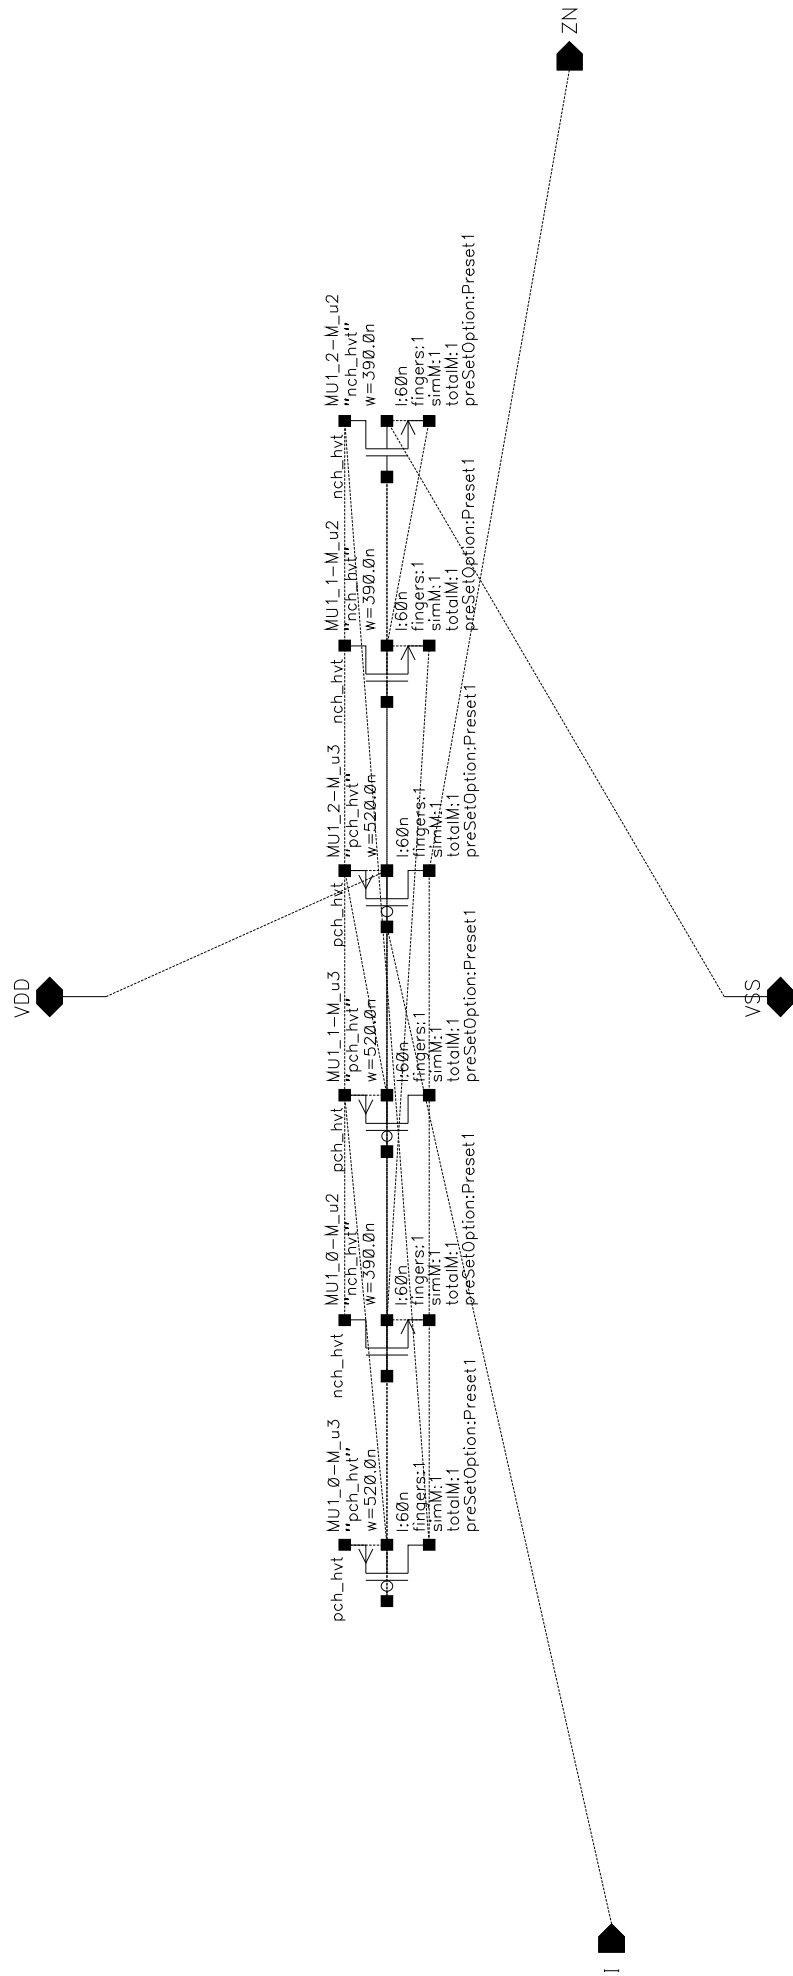 ZN
VDD
VSS
I
pch_hvt
MU1_0-M_u3
"pch_hvt"
w=520.0n
l:60n
fingers:1
simM:1
totalM:1
preSetOption:Preset1
nch_hvt
MU1_0-M_u2
"nch_hvt"
w=390.0n
l:60n
fingers:1
simM:1
totalM:1
preSetOption:Preset1
pch_hvt
MU1_1-M_u3
"pch_hvt"
w=520.0n
l:60n
fingers:1
simM:1
totalM:1
preSetOption:Preset1
pch_hvt
MU1_2-M_u3
"pch_hvt"
w=520.0n
l:60n
fingers:1
simM:1
totalM:1
preSetOption:Preset1
nch_hvt
MU1_1-M_u2
"nch_hvt"
w=390.0n
l:60n
fingers:1
simM:1
totalM:1
preSetOption:Preset1
nch_hvt
MU1_2-M_u2
"nch_hvt"
w=390.0n
l:60n
fingers:1
simM:1
totalM:1
preSetOption:Preset1